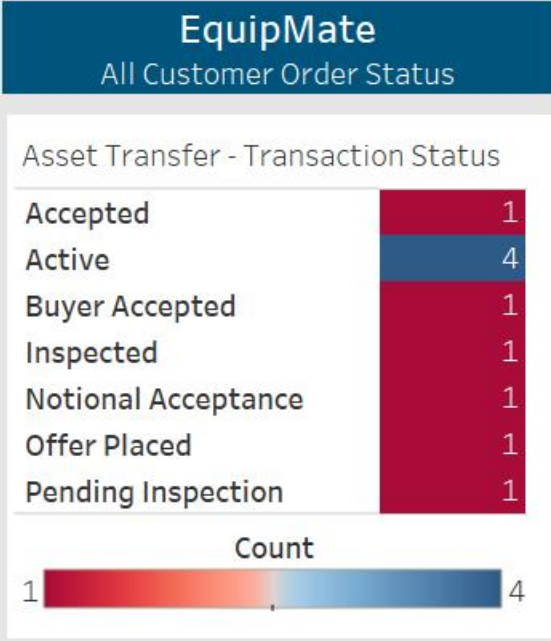 EquipMate
All Customer Order Status
Asset Transfer - Transaction Status
Accepted 1
Active 4
Buyer Accepted 1
Inspected 1
Notional Acceptance 1
Offer Placed 1
Pending Inspection 1
Count
1 4